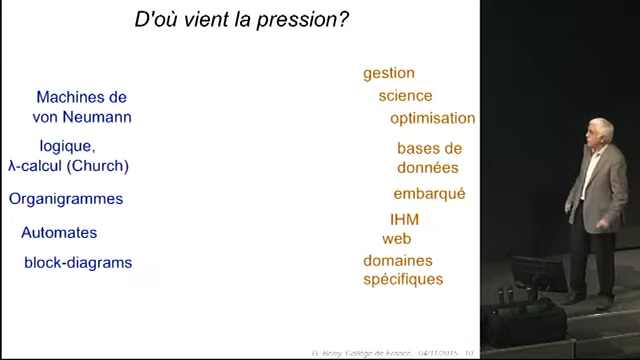 D'où vient la pression?
Machines de
von Neumann
logique,
λ-calcul (Church)
Organigrammes
Automates
block-diagrams
gestion
science
optimisation
bases de
données
embarqué
IHM
web
domaines
spécifiques
G. Berry, Collège de France, 04/11/2015 10